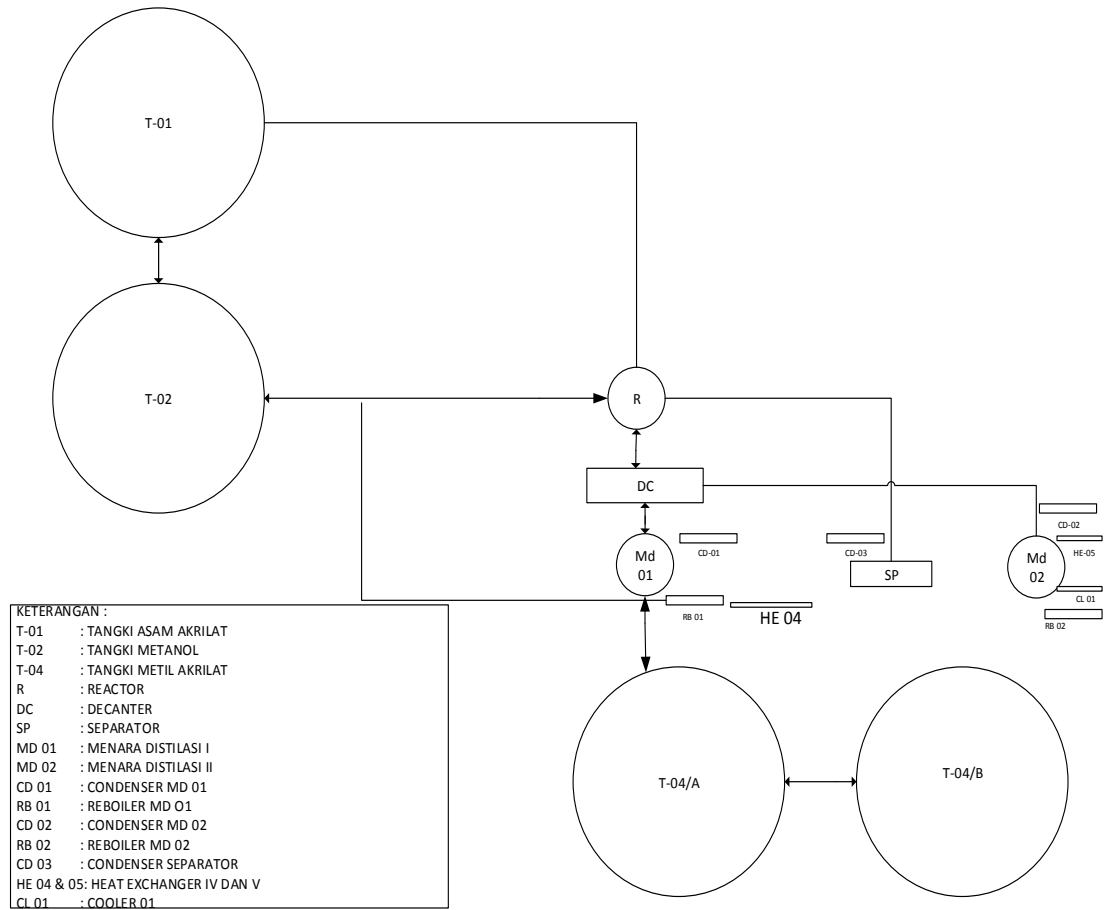 T-01
T-02
R
DC
CD-02
CD-01
CD-03
HE-05
Md
01
SP
Md
02
CL 01
RB 01
HE 04
RB 02
KETERANGAN :
T-01 : TANGKI ASAM AKRILAT
T-02 : TANGKI METANOL
T-04 : TANGKI METIL AKRILAT
R : REACTOR
DC : DECANTER
SP : SEPARATOR
MD 01 : MENARA DISTILASI I
MD 02 : MENARA DISTILASI II
CD 01 : CONDENSER MD 01
RB 01 : REBOILER MD O1
CD 02 : CONDENSER MD 02
RB 02 : REBOILER MD 02
CD 03 : CONDENSER SEPARATOR
HE 04 & 05: HEAT EXCHANGER IV DAN V
CL 01 : COOLER 01
T-04/A
T-04/B